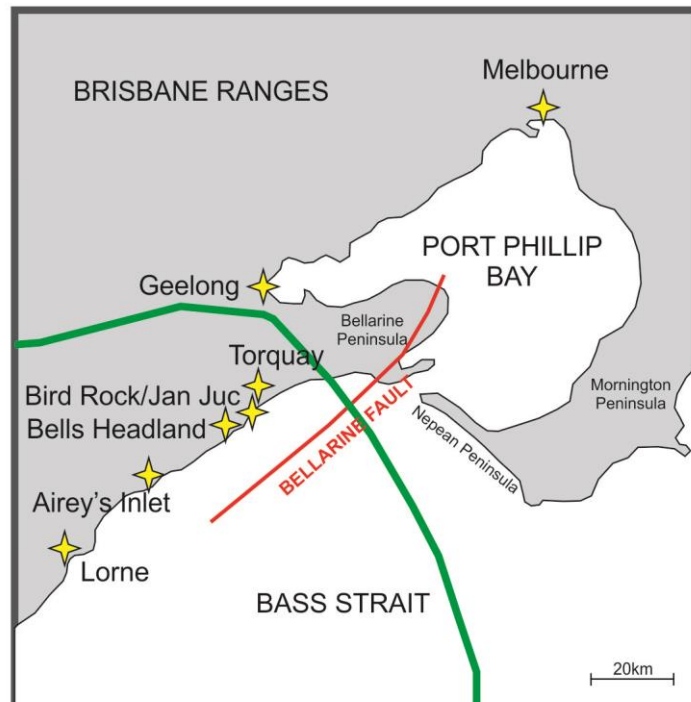 Melbourne
BRISBANE RANGES
PORT PHILLIP
BAY
Geelong
Bellarine
Peninsula
Torquay
Bird Rock/Jan Juc
Bells Headland
BELLARINE FAULT
Mornington
Peninsula
Nepean Peninsula
Airey's Inlet
Lorne
BASS STRAIT
20km